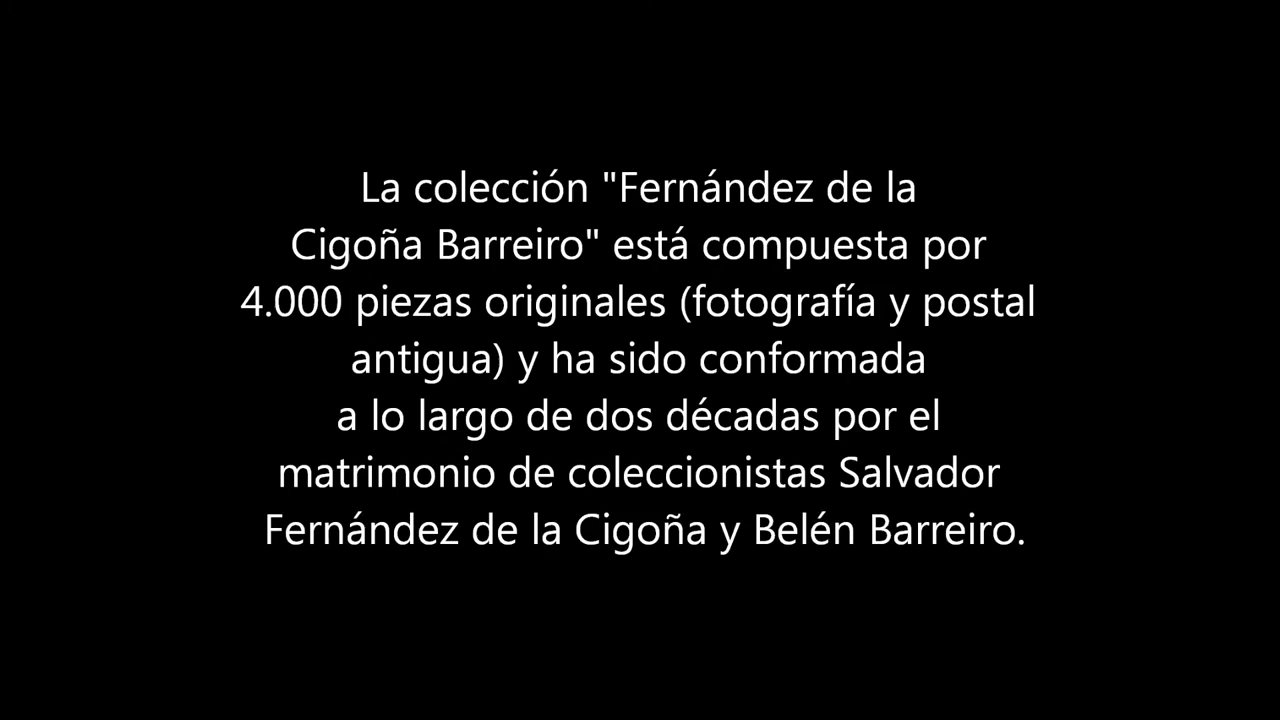 La colección "Fernández de la
Cigoña Barreiro" está compuesta por
4.000 piezas originales (fotografía y postal
antigua) y ha sido conformada
a lo largo de dos décadas por el
matrimonio de coleccionistas Salvador
Fernández de la Cigoña y Belén Barreiro.